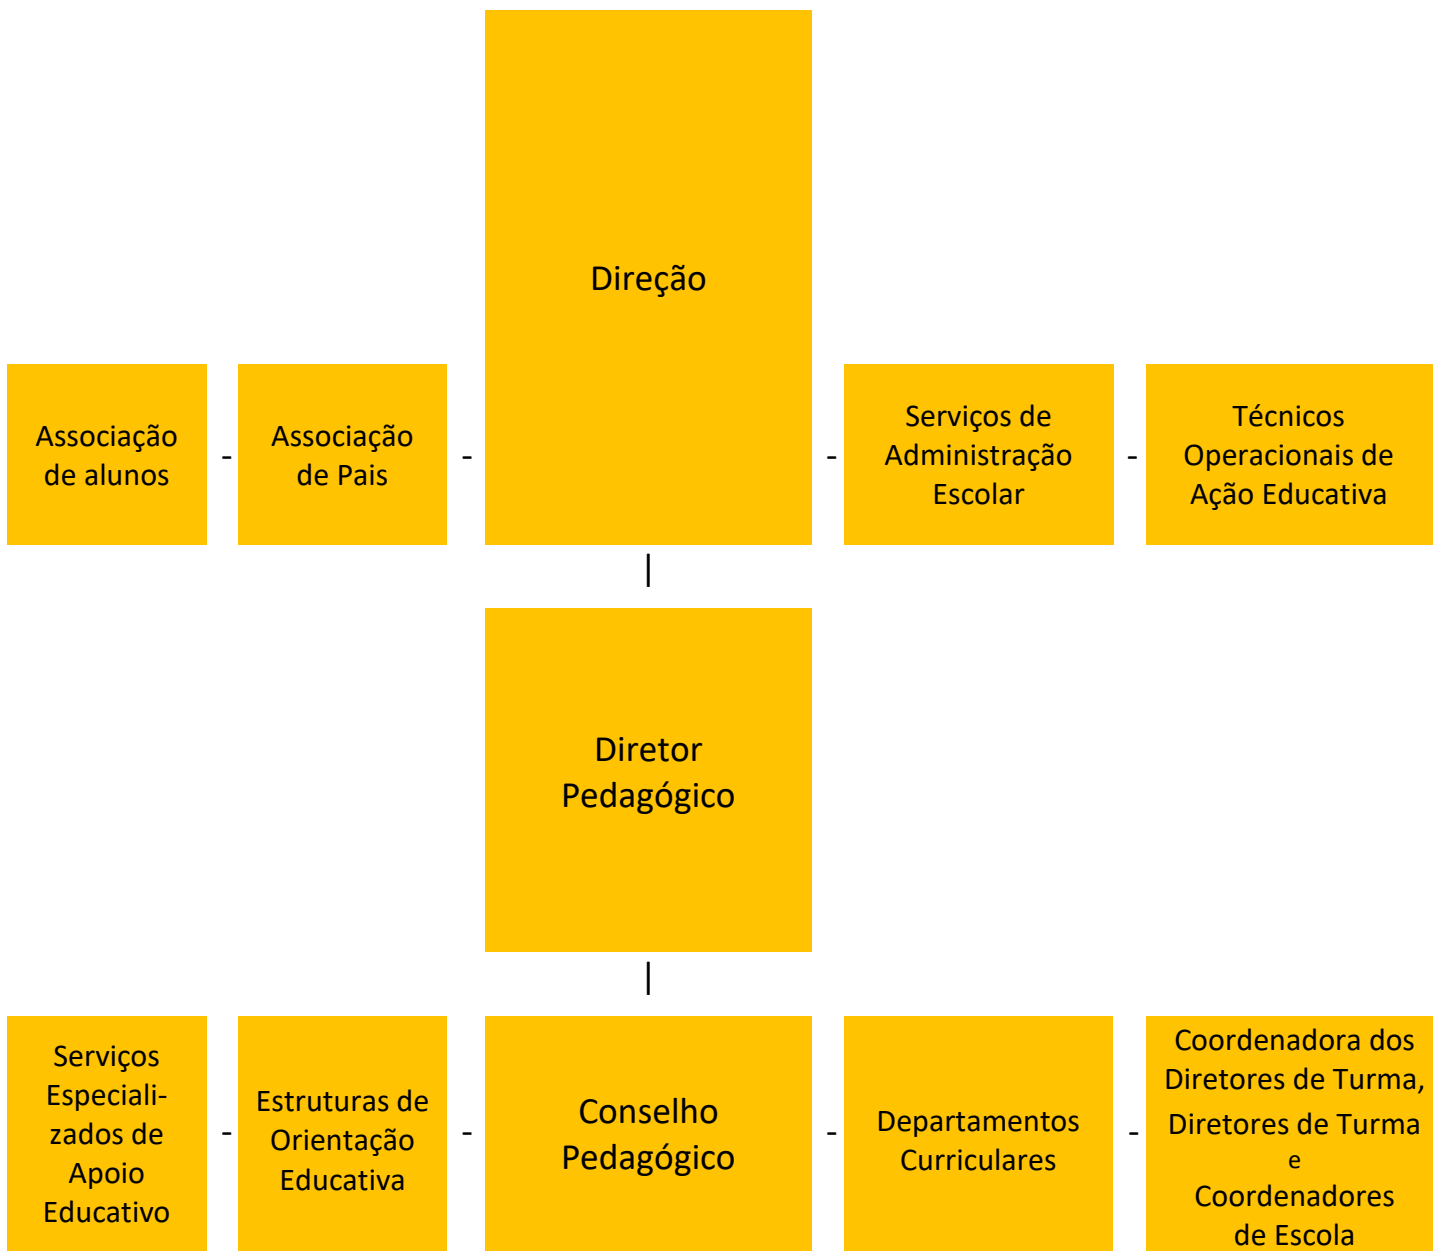 Direção
Associação
de alunos
-
Associação
de Pais
-
-
Serviços de
Administração
Escolar
-
Técnicos
Operacionais de
Ação Educativa
|
Diretor
Pedagógico
|
Serviços
Especiali-
zados de
Apoio
Educativo
-
Estruturas de
Orientação
Educativa
-
Conselho
Pedagógico
-
Departamentos
Curriculares
-
Coordenadora dos
Diretores de Turma,
Diretores de Turma
e
Coordenadores
de Escola